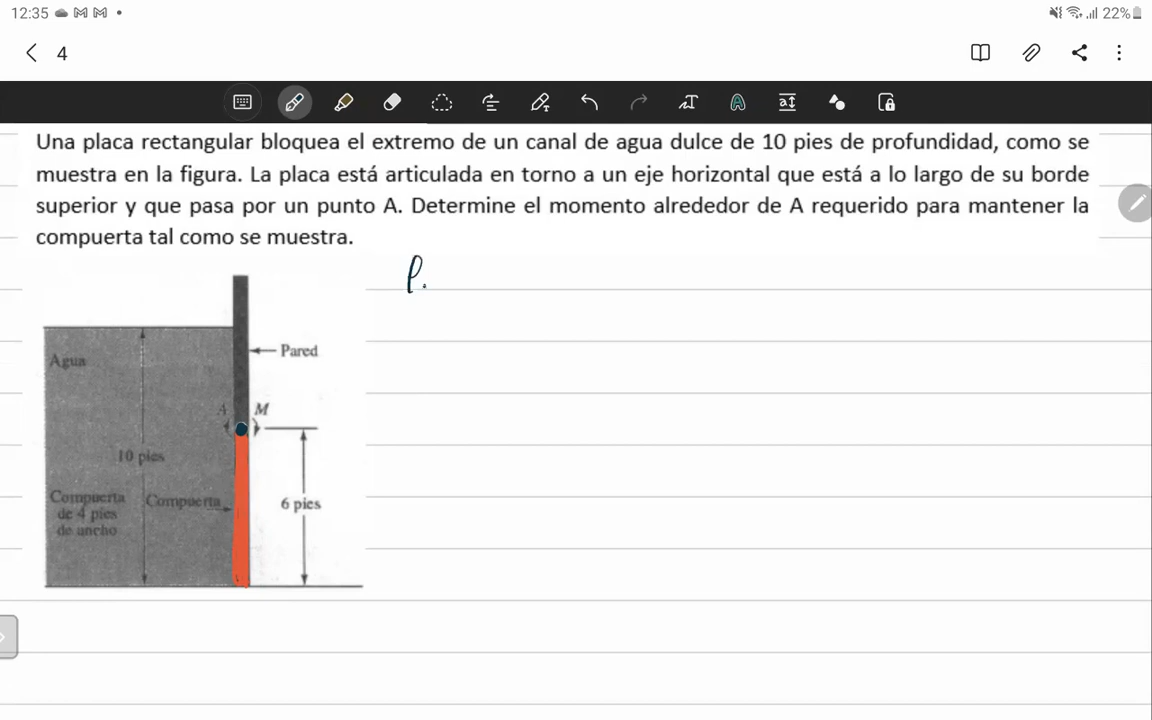 12:35 22%
4
Una placa rectangular bloquea el extremo de un canal de agua dulce de 10 pies de profundidad, como se
muestra en la figura. La placa está articulada en torno a un eje horizontal que está a lo largo de su borde
superior y que pasa por un punto A. Determine el momento alrededor de A requerido para mantener la
compuerta tal como se muestra.
P.
Pared
Agua
A M
10 pies
Compuerta
de 4 pies
de ancho
Compuerta
6 pies